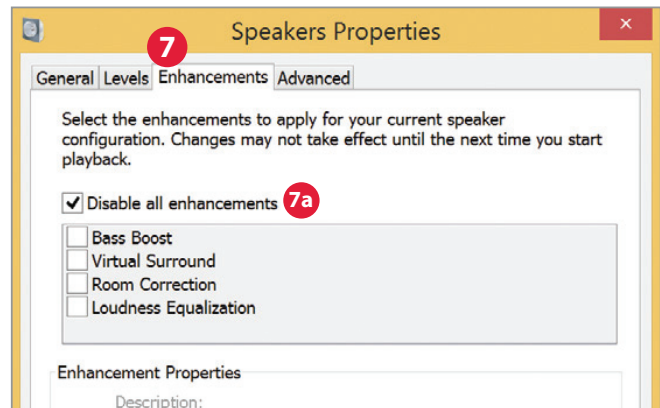 Speakers Properties
×
7
General Levels Enhancements Advanced
Select the enhancements to apply for your current speaker
configuration. Changes may not take effect until the next time you start
playback.
Disable all enhancements 7a
Bass Boost
Virtual Surround
Room Correction
Loudness Equalization
Enhancement Properties
Description: